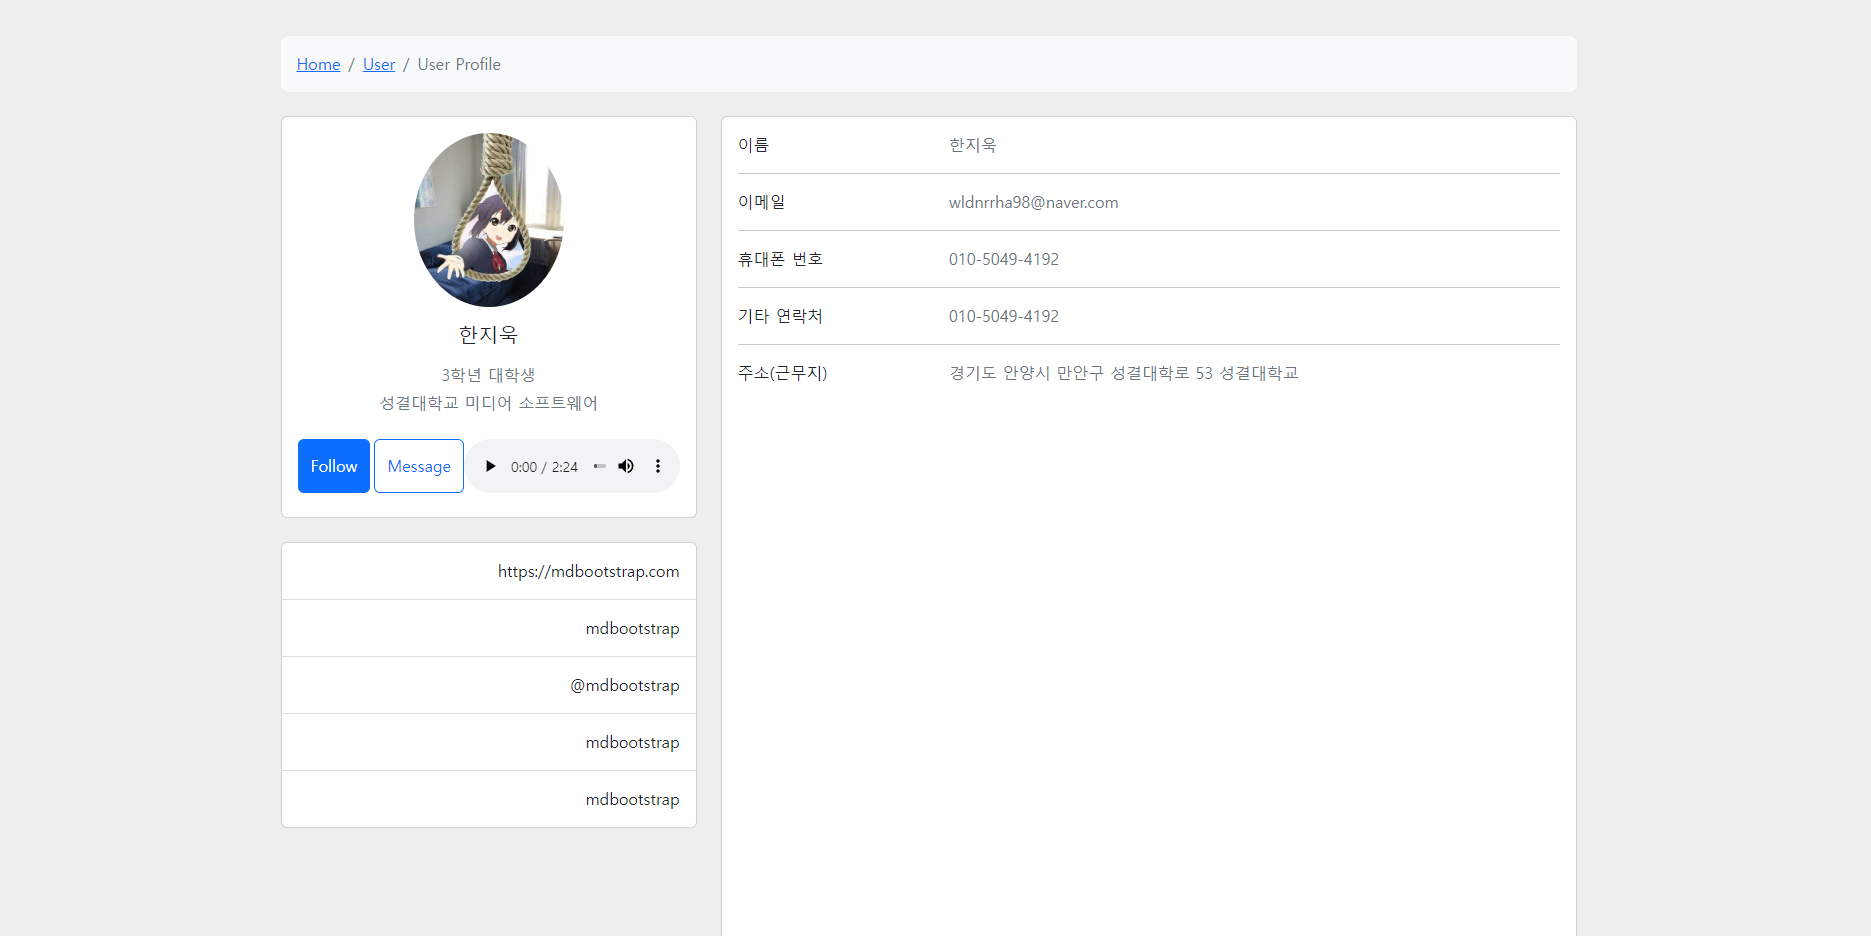 Home / User / User Profile
한지욱
3학년 대학생
성결대학교 미디어 소프트웨어
Follow Message 0:00 / 2:24
https://mdbootstrap.com
mdbootstrap
@mdbootstrap
mdbootstrap
mdbootstrap
이름 한지욱
이메일 wldnrrha98@naver.com
휴대폰 번호 010-5049-4192
기타 연락처 010-5049-4192
주소(근무지) 경기도 안양시 만안구 성결대학로 53 성결대학교